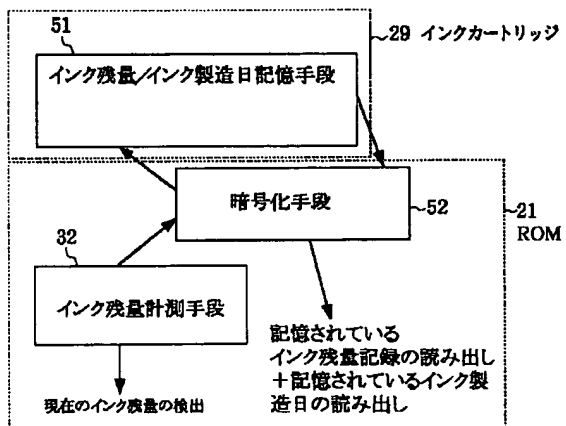 51
29 インクカートリッジ
インク残量/インク製造日記憶手段
暗号化手段
52
21
ROM
32
インク残量計測手段
記憶されている
インク残量記録の読み出し
+記憶されているインク製
造日の読み出し
現在のインク残量の検出